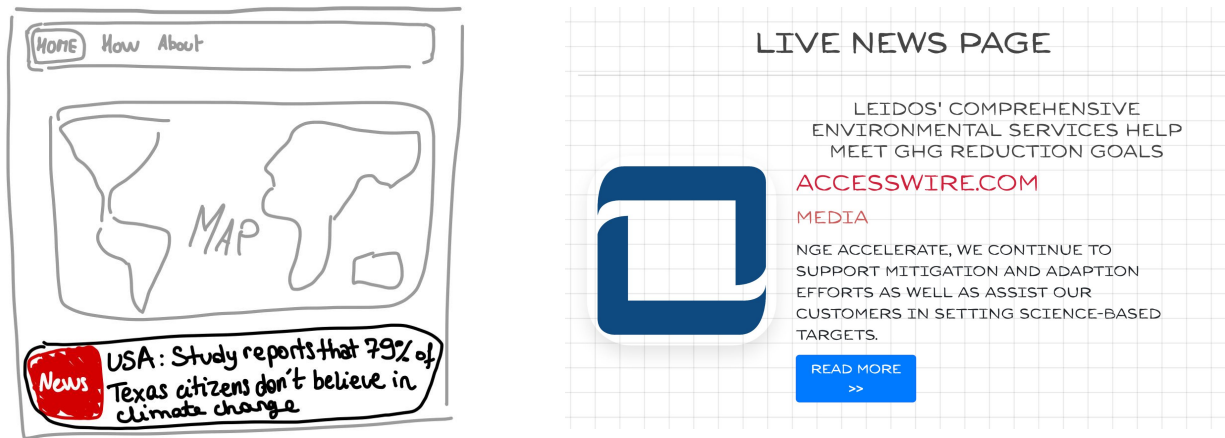 HOME How About
MAP
News
USA: Study reports that 79% of
Texas citizens don't believe in
climate change
LIVE NEWS PAGE
LEIDOS' COMPREHENSIVE
ENVIRONMENTAL SERVICES HELP
MEET GHG REDUCTION GOALS
ACCESSWIRE.COM
MEDIA
NGE ACCELERATE, WE CONTINUE TO
SUPPORT MITIGATION AND ADAPTION
EFFORTS AS WELL AS ASSIST OUR
CUSTOMERS IN SETTING SCIENCE-BASED
TARGETS.
READ MORE
>>